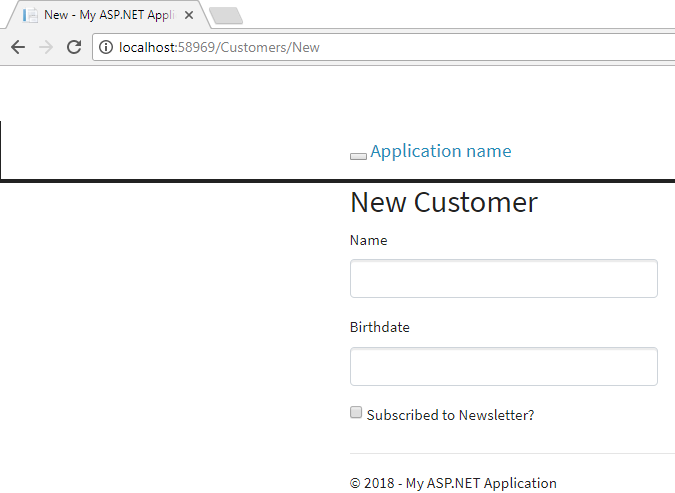 New - My ASP.NET Appli
localhost:58969/Customers/New
Application name
New Customer
Name
Birthdate
Subscribed to Newsletter?
© 2018 - My ASP.NET Application